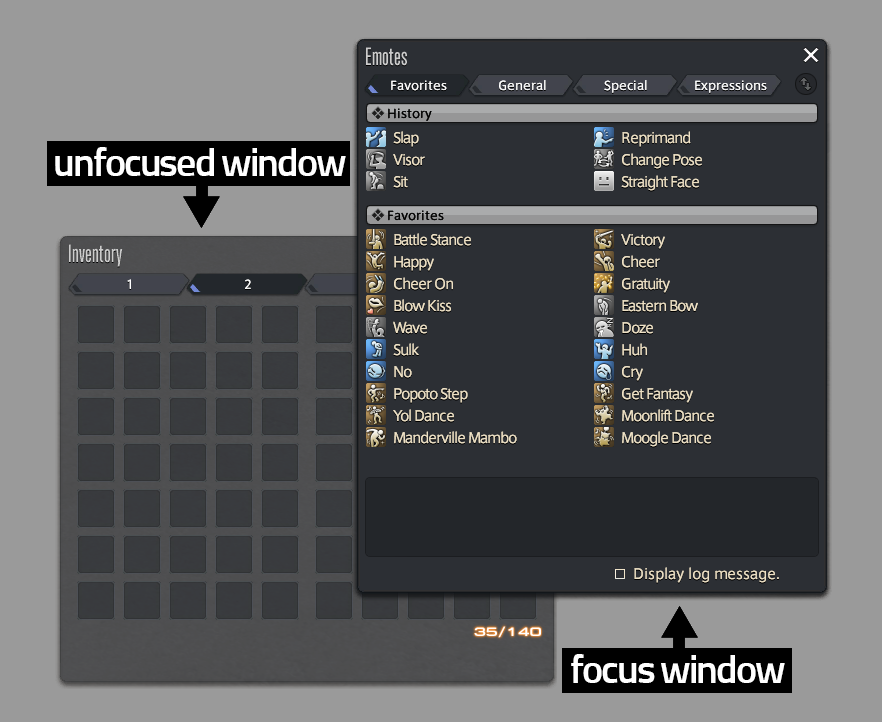 Emotes
Favorites General Special Expressions
History
Slap Reprimand
Visor Change Pose
Sit Straight Face
Favorites
Battle Stance Victory
Happy Cheer
Cheer On Gratuity
Blow Kiss Eastern Bow
Wave Doze
Sulk Huh
No Cry
Popoto Step Get Fantasy
Yol Dance Moonlift Dance
Manderville Mambo Moogle Dance
Display log message.
unfocused window
Inventory
1 2
35/140
focus window